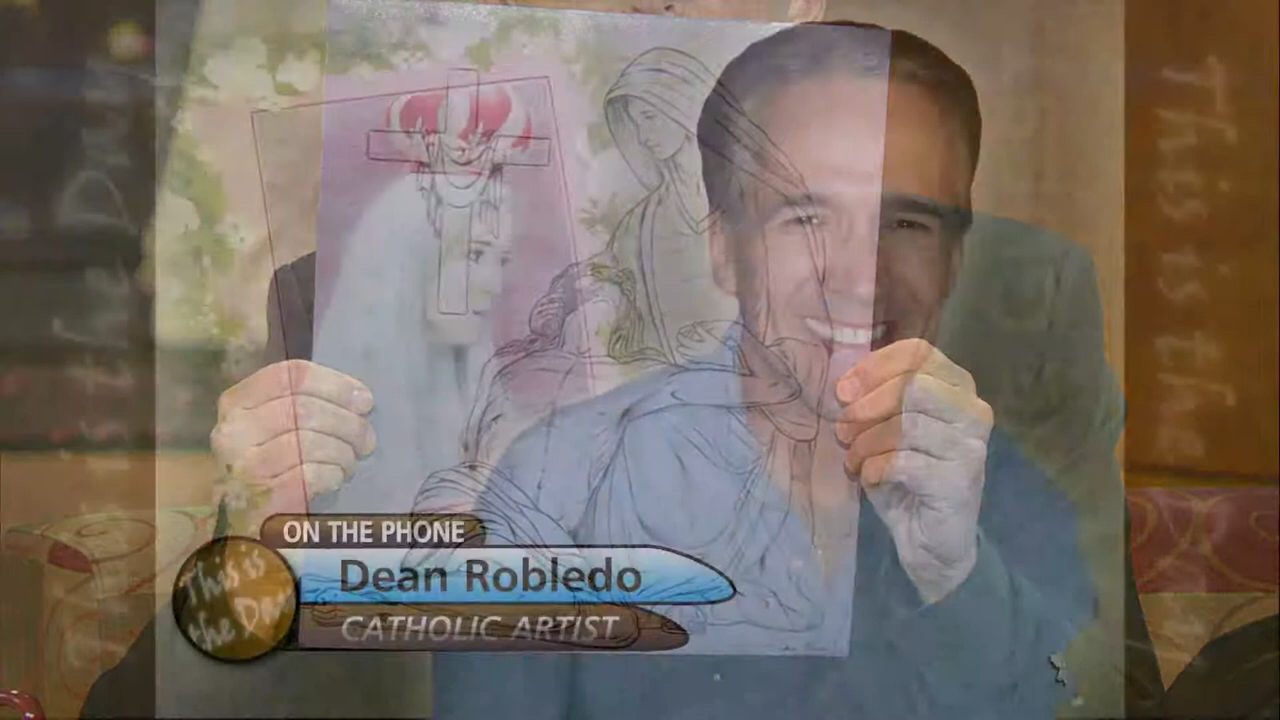 ON THE PHONE
Dean Robledo
CATHOLIC ARTIST
This is
the Day
This is the